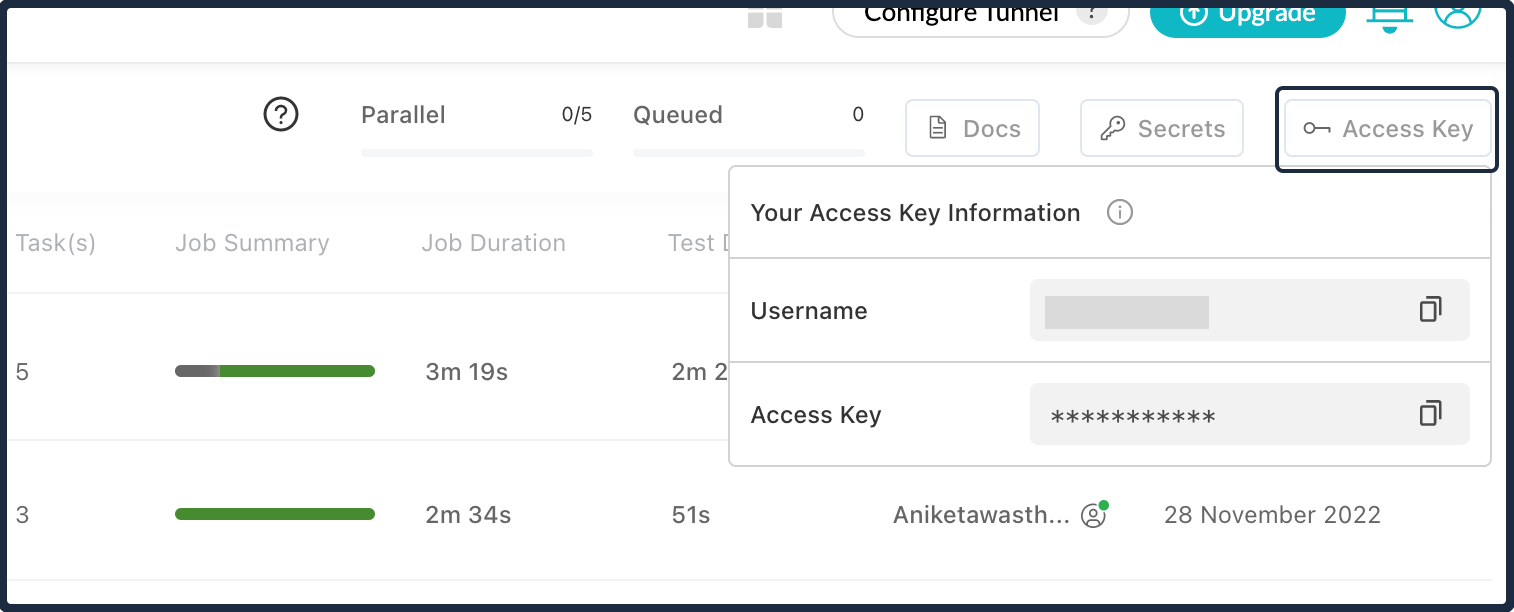 Configure Tunnel ? Upgrade
? Parallel 0/5 Queued 0 Docs Secrets Access Key
Your Access Key Information i
Task(s) Job Summary Job Duration Test
Username
5 3m 19s 2m 2
Access Key ***********
3 2m 34s 51s Aniketawasth... 28 November 2022